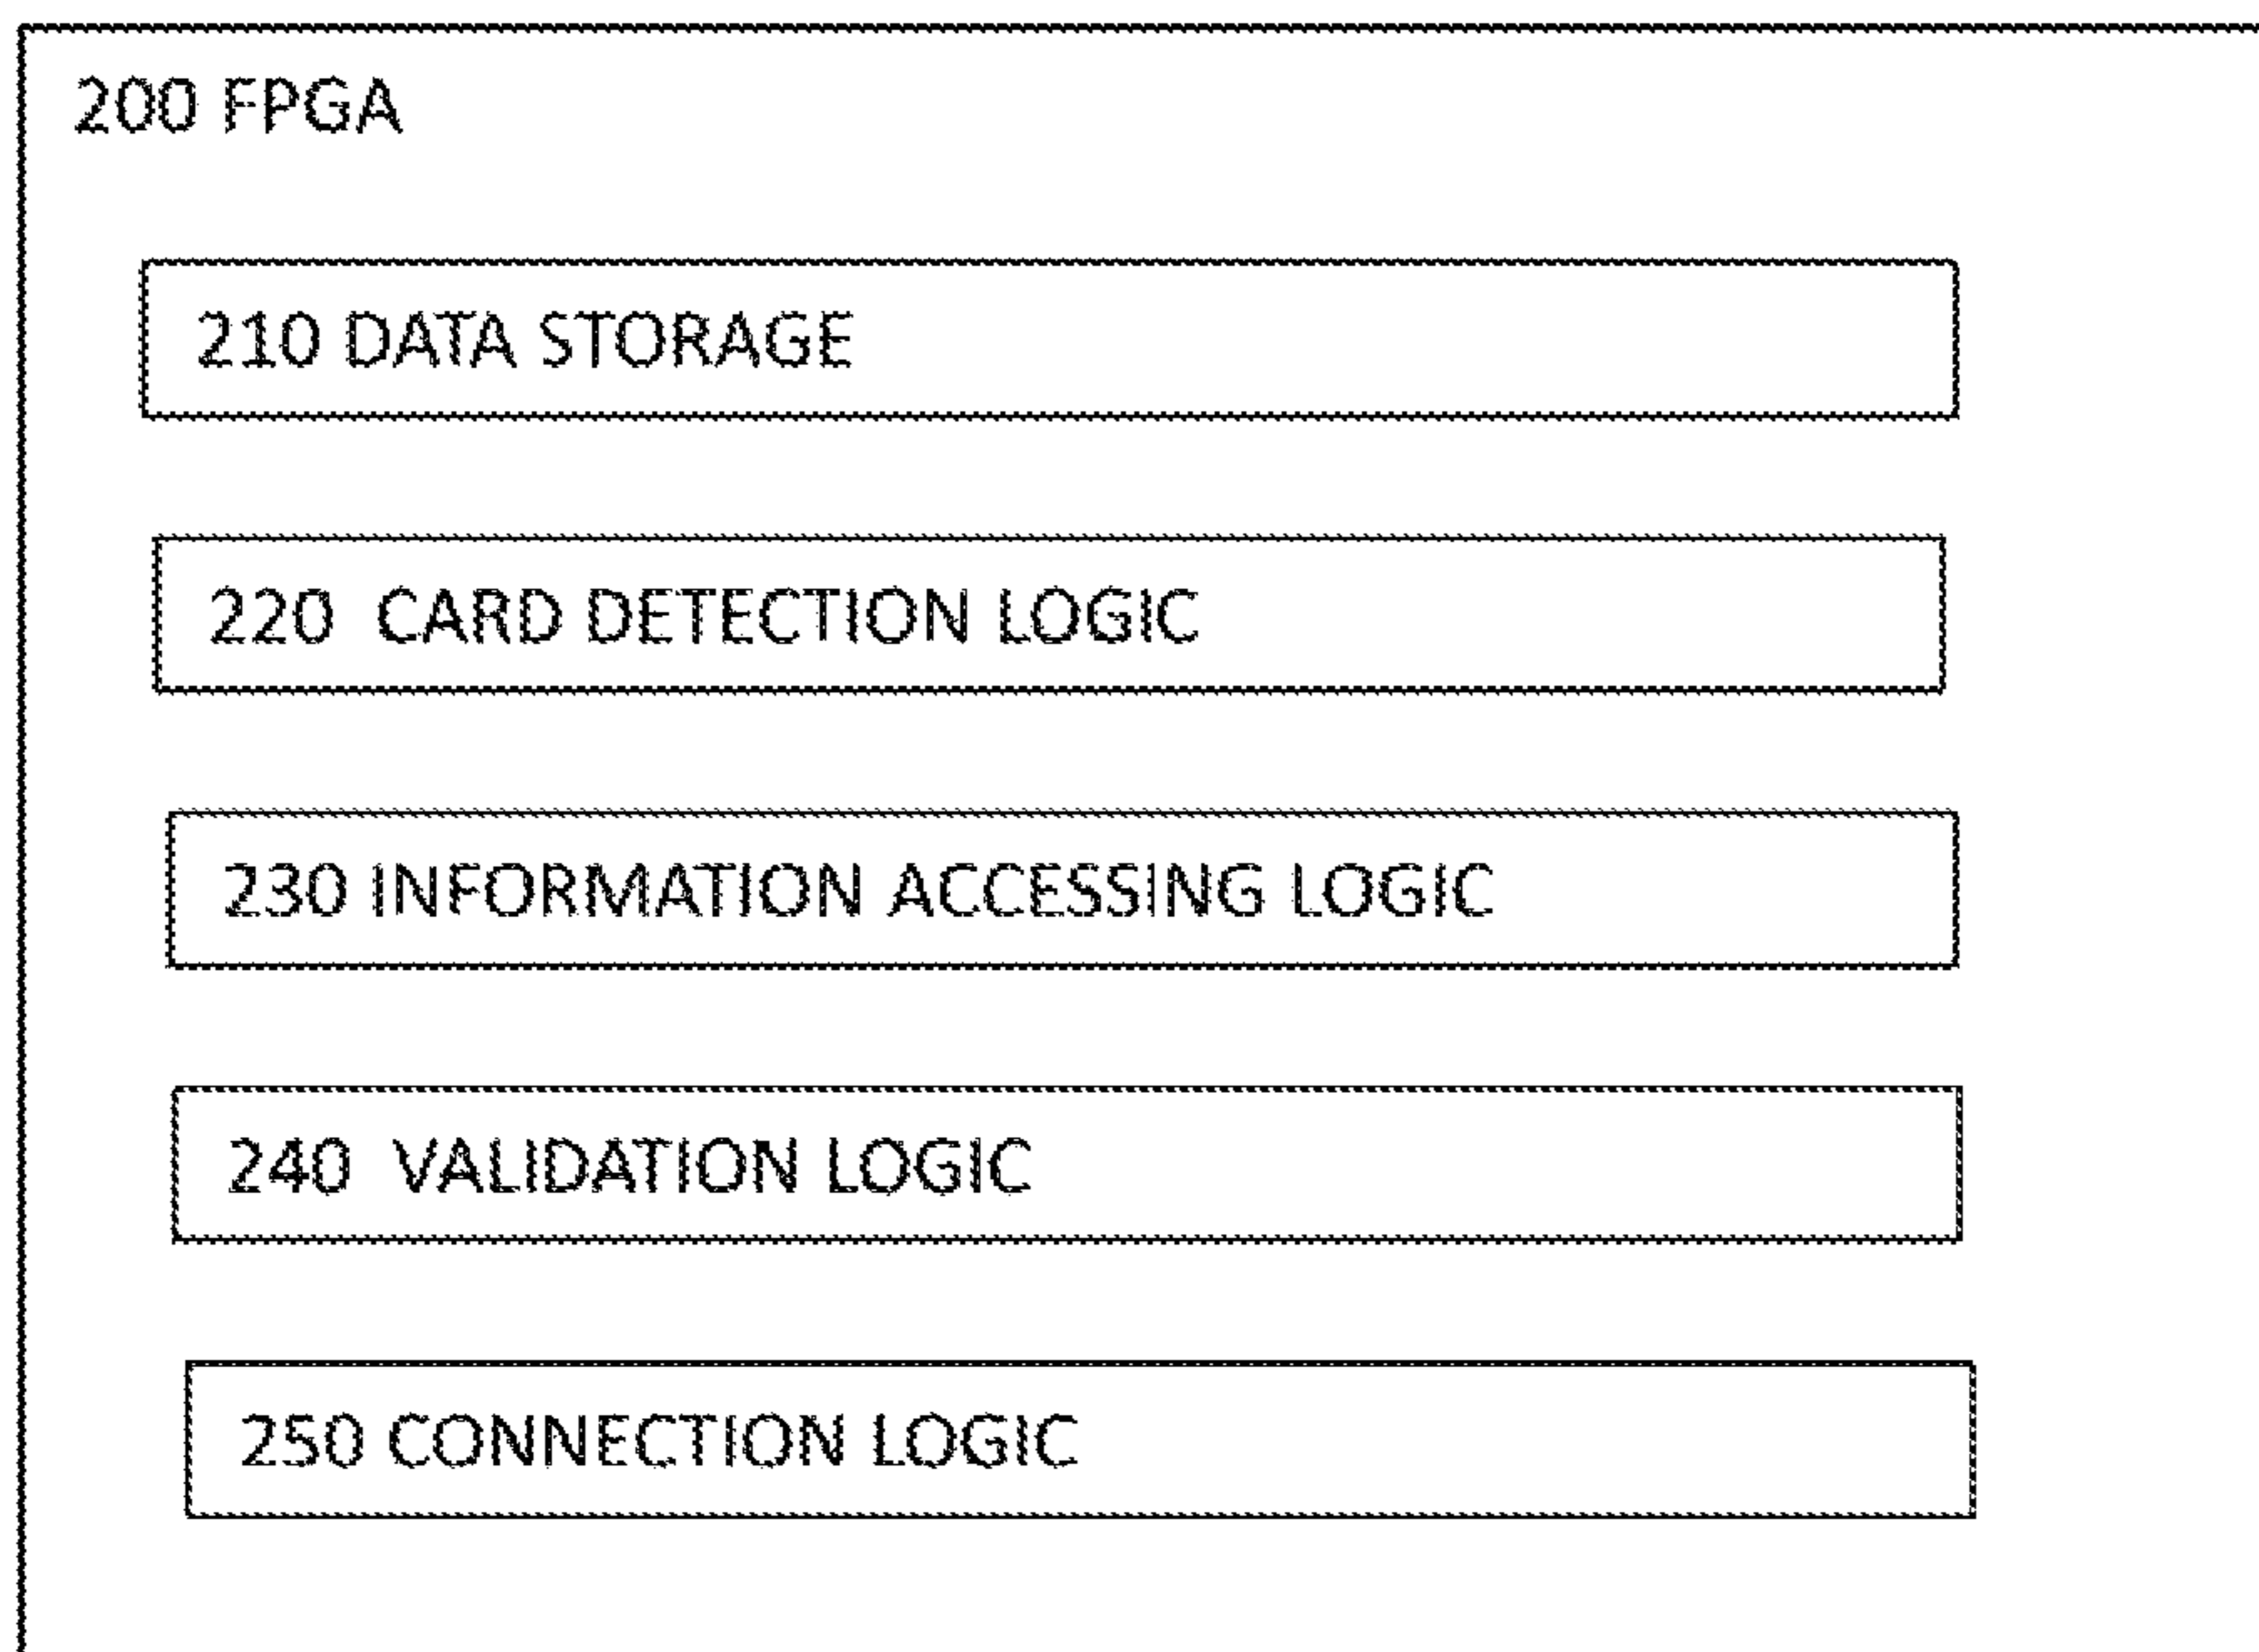 200 FPGA
210 DATA STORAGE
220 CARD DETECTION LOGIC
230 INFORMATION ACCESSING LOGIC
240 VALIDATION LOGIC
250 CONNECTION LOGIC